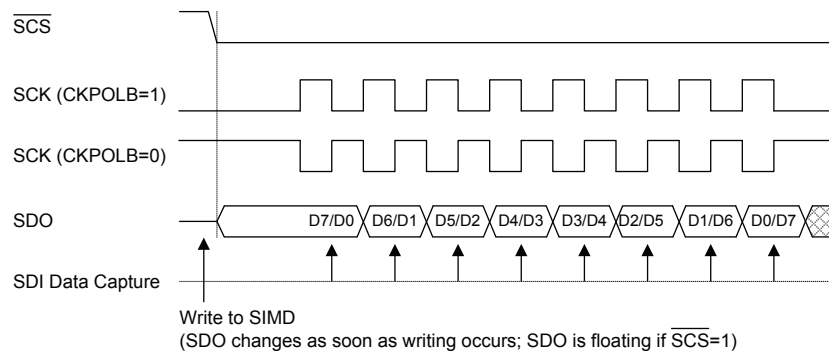 SCS
SCK (CKPOLB=1)
SCK (CKPOLB=0)
SDO D7/D0 D6/D1 D5/D2 D4/D3 D3/D4 D2/D5 D1/D6 D0/D7
SDI Data Capture
Write to SIMD
(SDO changes as soon as writing occurs; SDO is floating if SCS=1)